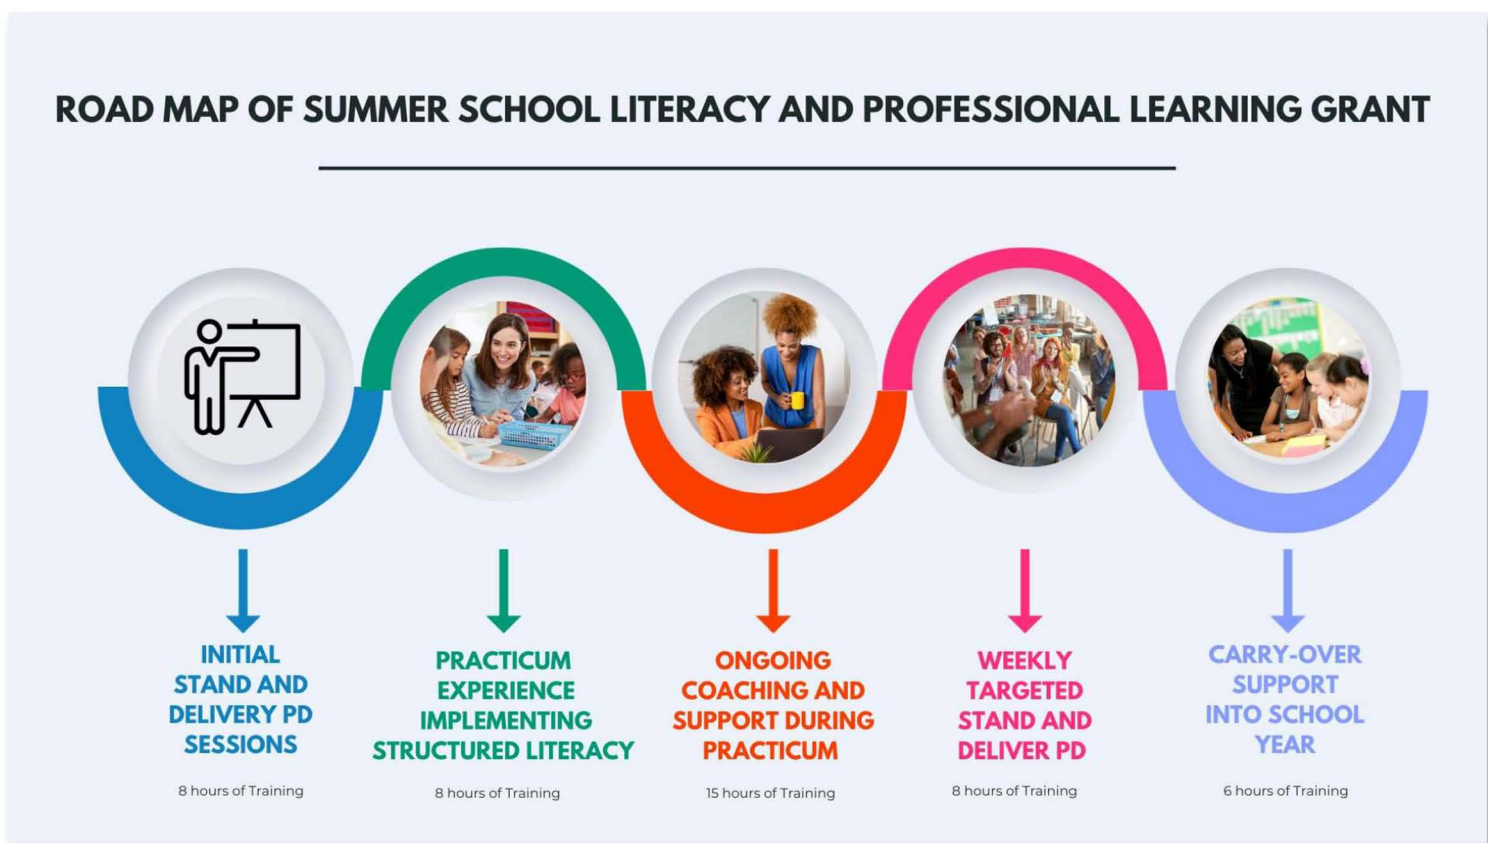 ROAD MAP OF SUMMER SCHOOL LITERACY AND PROFESSIONAL LEARNING GRANT
INITIAL
STAND AND
DELIVERY PD
SESSIONS
8 hours of Training
PRACTICUM
EXPERIENCE
IMPLEMENTING
STRUCTURED LITERACY
8 hours of Training
ONGOING
COACHING AND
SUPPORT DURING
PRACTICUM
15 hours of Training
WEEKLY
TARGETED
STAND AND
DELIVER PD
8 hours of Training
CARRY-OVER
SUPPORT
INTO SCHOOL
YEAR
6 hours of Training